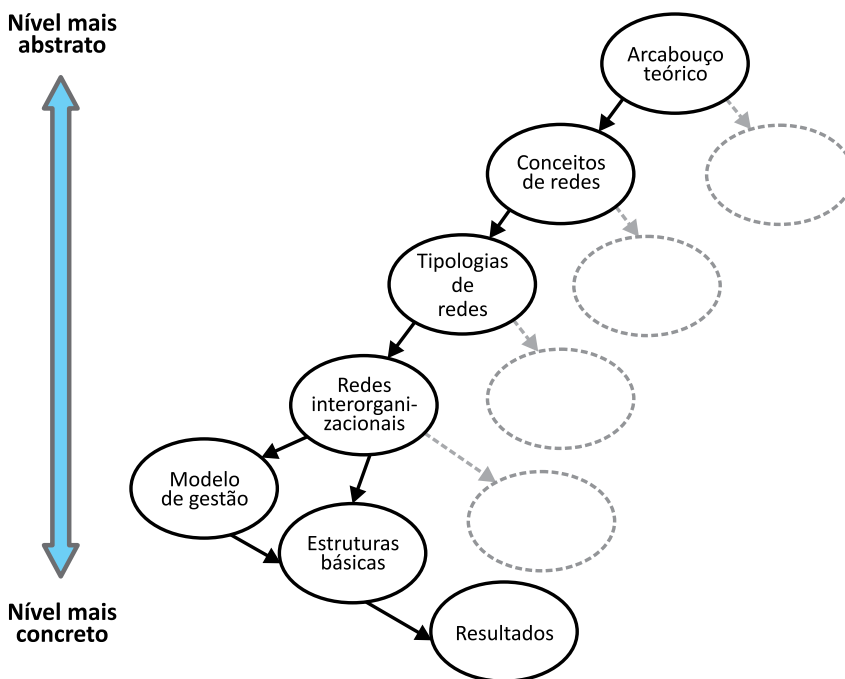 Nível mais
abstrato
Arcabouço
teórico
Conceitos
de redes
Tipologias
de
redes
Redes
interorgani-
zacionais
Modelo
de gestão
Estruturas
básicas
Nível mais
concreto
Resultados